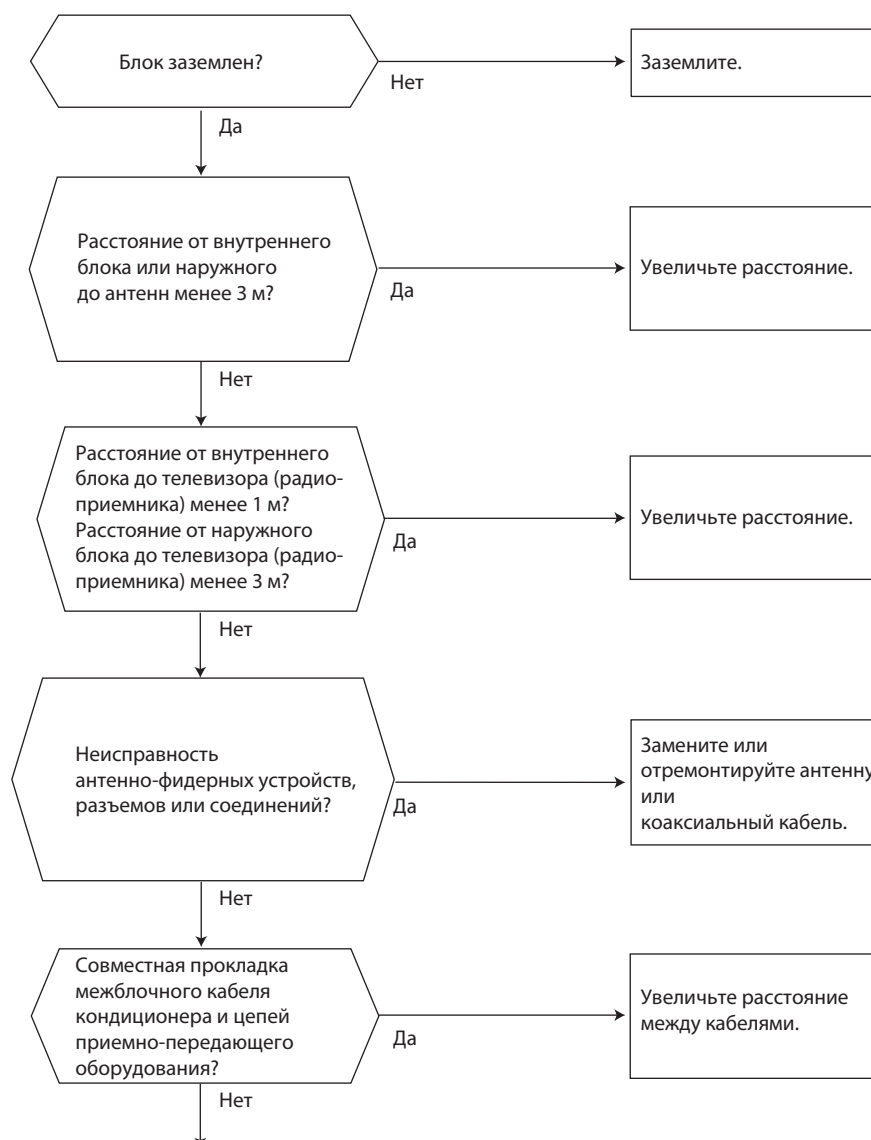 Блок заземлен?
Нет
Заземлите.
Да
Расстояние от внутреннего
блока или наружного
до антенн менее 3 м?
Да
Увеличьте расстояние.
Нет
Расстояние от внутреннего
блока до телевизора (радио-
приемника) менее 1 м?
Расстояние от наружного
блока до телевизора (радио-
приемника) менее 3 м?
Да
Увеличьте расстояние.
Нет
Неисправность
антенно-фидерных устройств,
разъемов или соединений?
Да
Замените или
отремонтируйте антенну
или
коаксиальный кабель.
Нет
Совместная прокладка
межблочного кабеля
кондиционера и цепей
приемно-передающего
оборудования?
Да
Увеличьте расстояние
между кабелями.
Нет